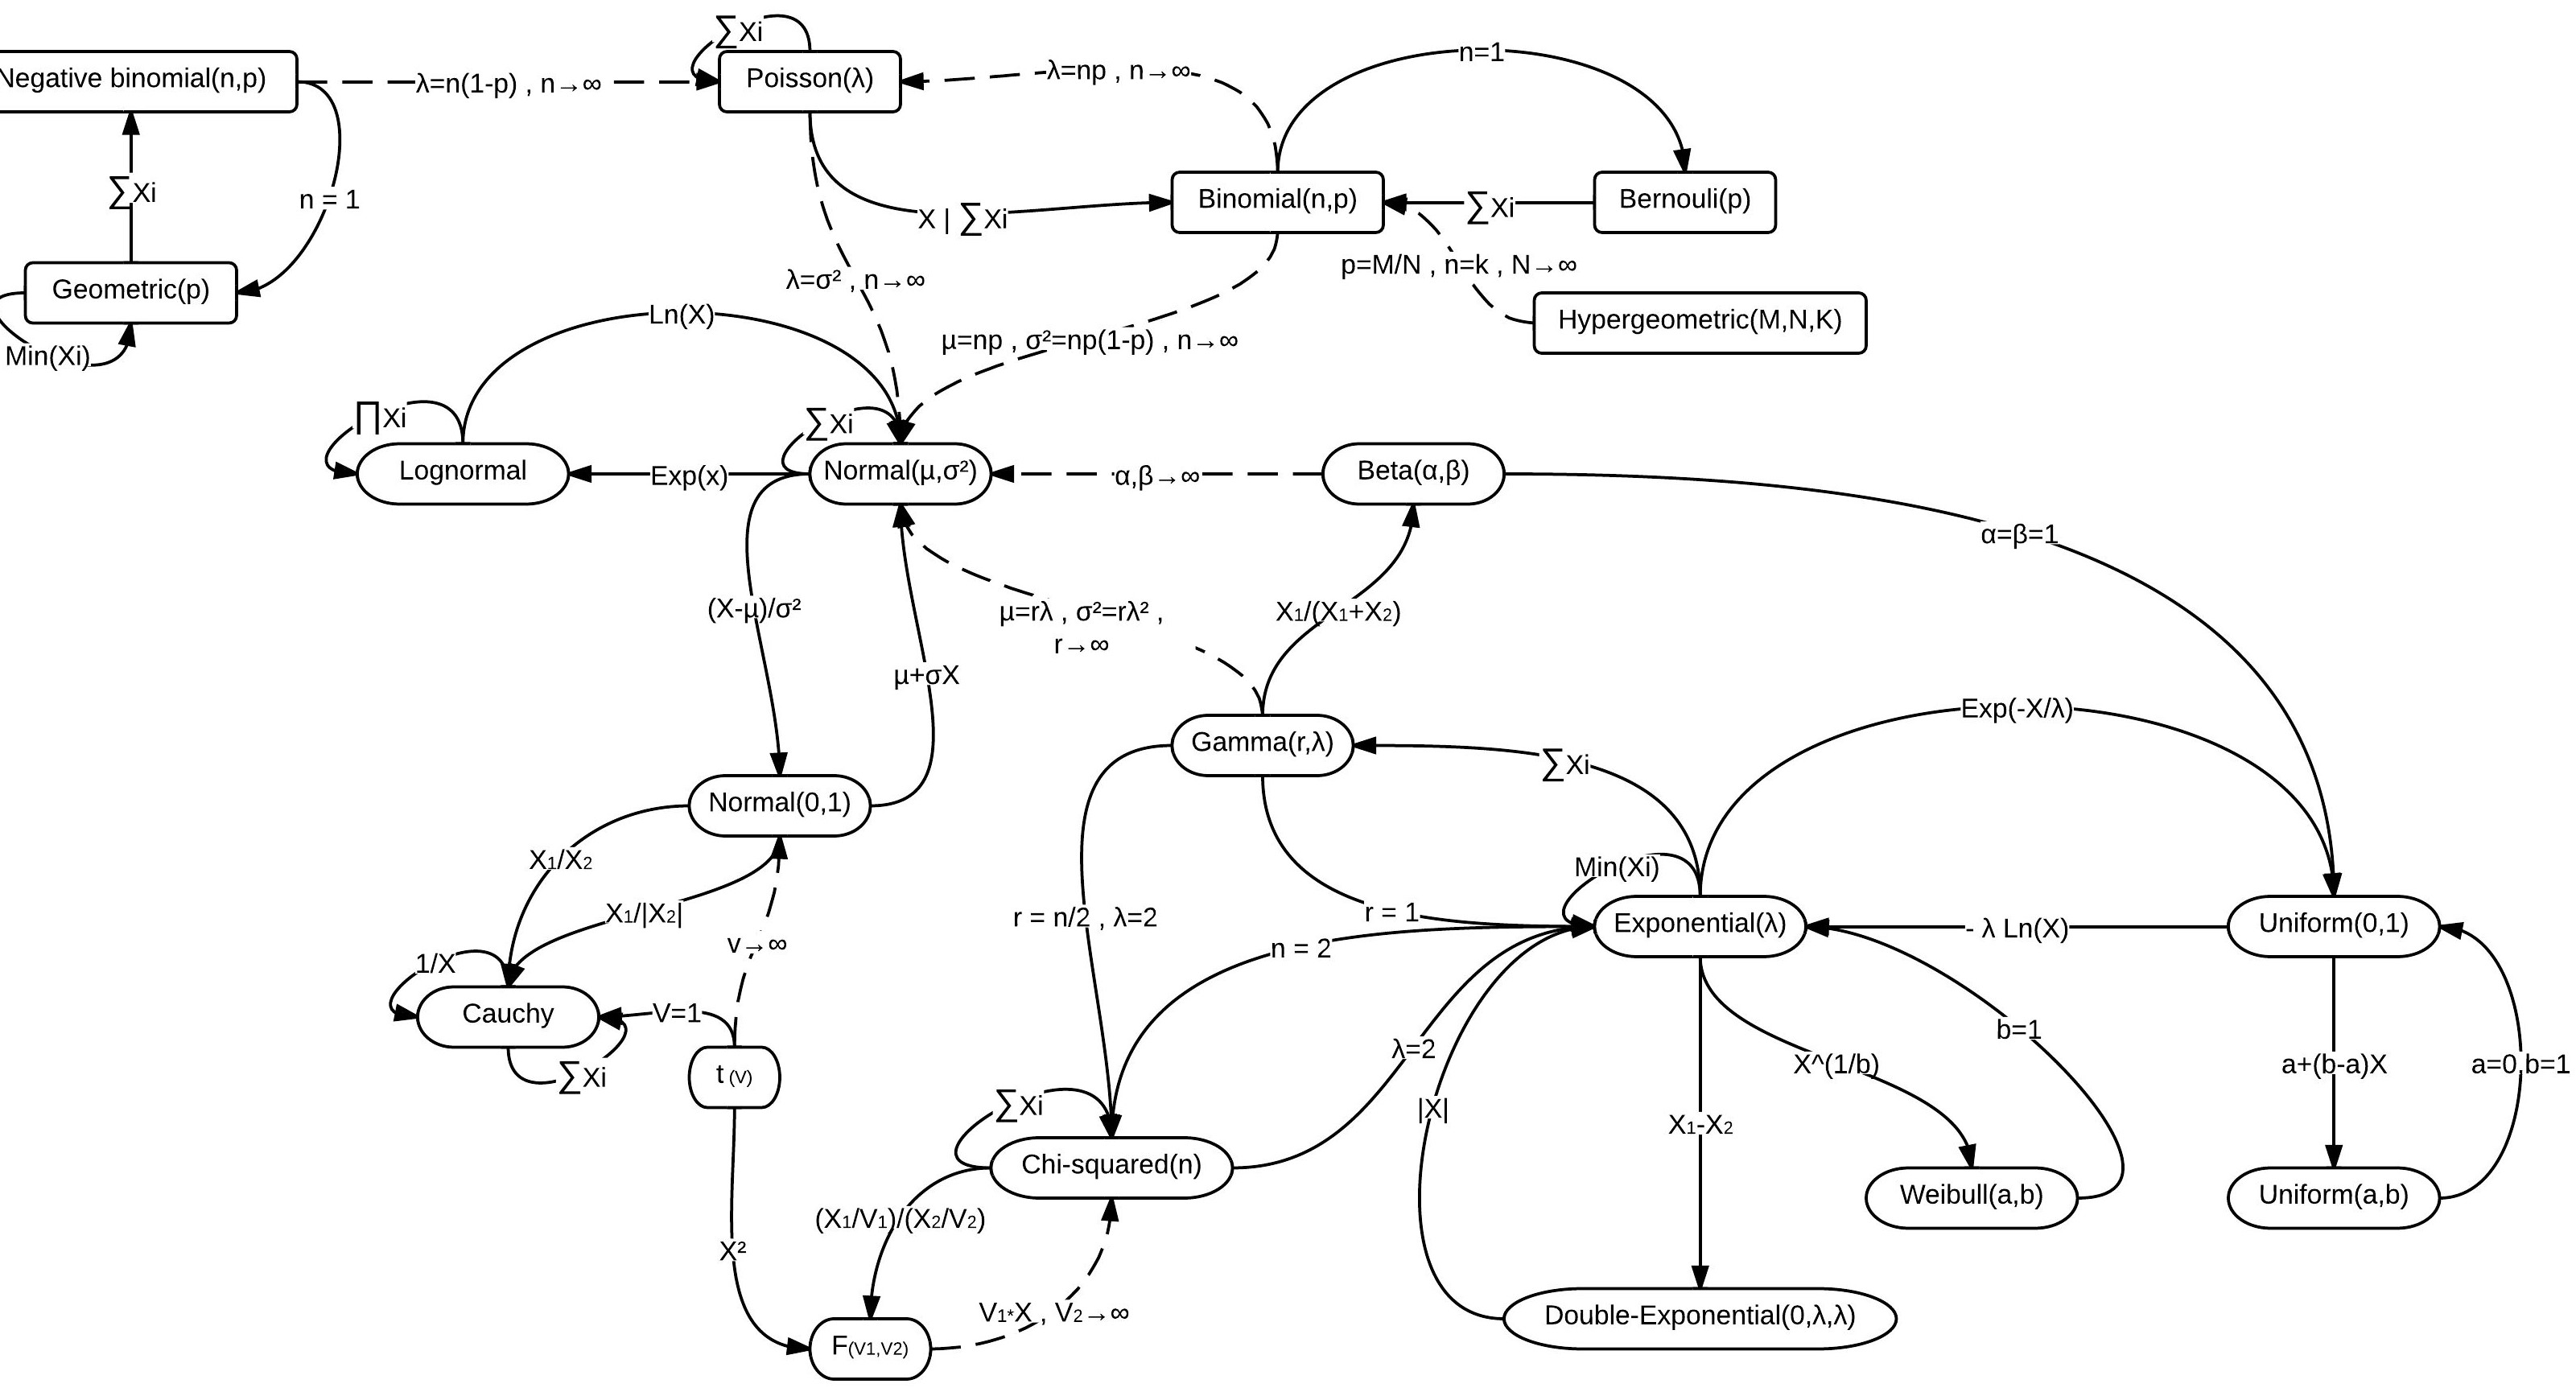 ∑Xi
n=1
Negative binomial(n,p)
λ=n(1-p) , n→∞
Poisson(λ)
λ=np , n→∞
∑Xi
n = 1
X | ∑Xi
Binomial(n,p)
∑Xi
Bernouli(p)
p=M/N , n=k , N→∞
Geometric(p)
λ=σ² , n→∞
Hypergeometric(M,N,K)
Min(Xi)
Ln(X)
µ=np , σ²=np(1-p) , n→∞
∏Xi
∑Xi
Lognormal
Exp(x)
Normal(µ,σ²)
α,β→∞
Beta(α,β)
α=β=1
(X-µ)/σ²
µ=rλ , σ²=rλ² ,
r→∞
X1/(X1+X2)
µ+σX
Exp(-X/λ)
Gamma(r,λ)
∑Xi
Normal(0,1)
X1/X2
Min(Xi)
X1/|X2|
r = n/2 , λ=2
r = 1
Exponential(λ)
- λ Ln(X)
Uniform(0,1)
v→∞
n = 2
1/X
Cauchy
V=1
b=1
∑Xi
t (V)
λ=2
X^(1/b)
a+(b-a)X
a=0,b=1
∑Xi
|X|
X1-X2
Chi-squared(n)
Weibull(a,b)
Uniform(a,b)
(X1/V1)/(X2/V2)
X²
V1*X , V2→∞
Double-Exponential(0,λ,λ)
F(V1,V2)